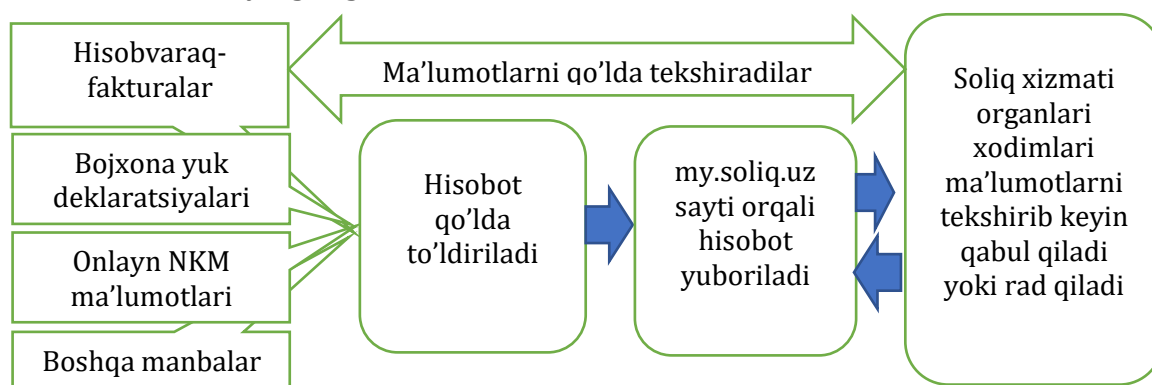 Hisobvaraq-
fakturalar
Ma’lumotlarni qo’lda tekshiradilar
Bojxona yuk
deklaratsiyalari
Onlayn NKM
ma’lumotlari
Boshqa manbalar
Hisobot
qo’lda
to’ldiriladi
my.soliq.uz
sayti orqali
hisobot
yuboriladi
Soliq xizmati
organlari
xodimlari
ma’lumotlarni
tekshirib keyin
qabul qiladi
yoki rad qiladi